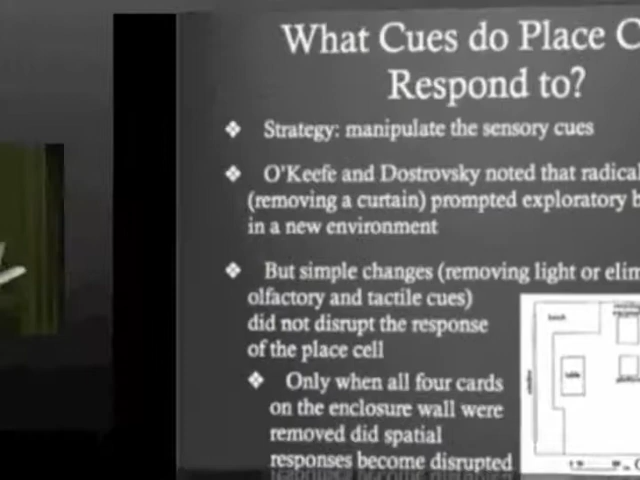 What Cues do Place C
Respond to?
❖ Strategy: manipulate the sensory cues
❖ O'Keefe and Dostrovsky noted that radical
(removing a curtain) prompted exploratory b
in a new environment
❖ But simple changes (removing light or elim
olfactory and tactile cues)
did not disrupt the response
of the place cell
❖ Only when all four cards
on the enclosure wall were
removed did spatial
responses become disrupted
table